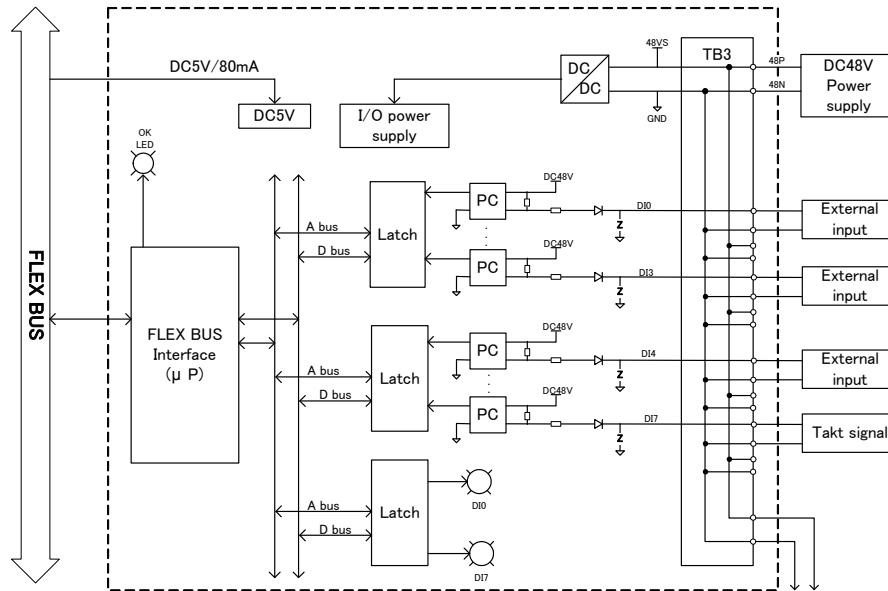 48VS
TB3
48P
DC5V/80mA
DC
DC
DC48V
Power
supply
48N
DC5V
I/O power
supply
GND
OK
LED
DC48V
PC
DI0
External
input
A bus
Latch
DC48V
D bus
PC
DI3
External
input
FLEX BUS
FLEX BUS
Interface
(μ P)
DC48V
PC
DI4
External
input
A bus
Latch
DC48V
D bus
PC
DI7
Takt signal
Z
Z
Z
Z
A bus
Latch
DI0
D bus
DI7